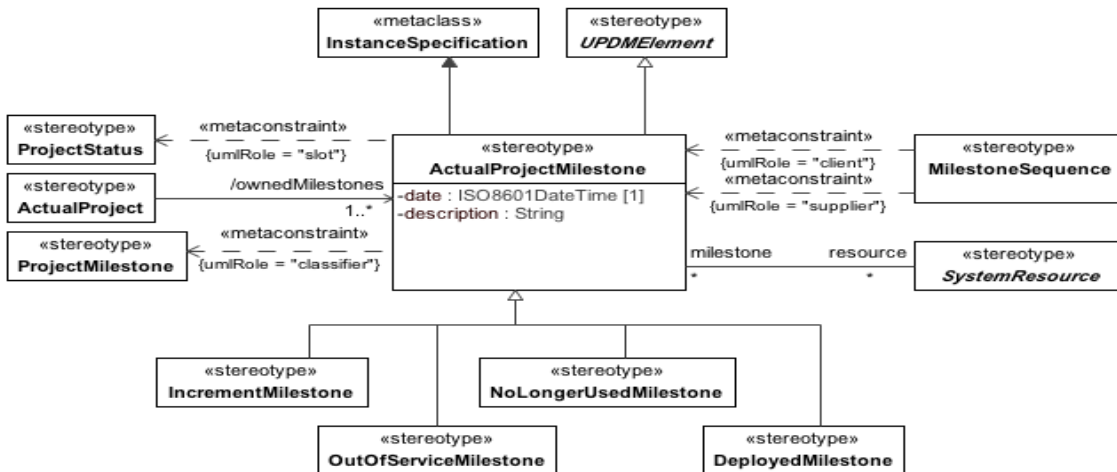 «metaclass»
InstanceSpecification
«stereotype»
UPDMElement
«stereotype»
ProjectStatus
«metaconstraint»
{umlRole = "slot"}
«stereotype»
ActualProject
/ownedMilestones
1..*
«stereotype»
ProjectMilestone
«metaconstraint»
{umlRole = "classifier"}
«stereotype»
ActualProjectMilestone
-date : ISO8601DateTime [1]
-description : String
«metaconstraint»
{umlRole = "client"}
«metaconstraint»
{umlRole = "supplier"}
«stereotype»
MilestoneSequence
milestone
*
resource
*
«stereotype»
SystemResource
«stereotype»
IncrementMilestone
«stereotype»
NoLongerUsedMilestone
«stereotype»
OutOfServiceMilestone
«stereotype»
DeployedMilestone